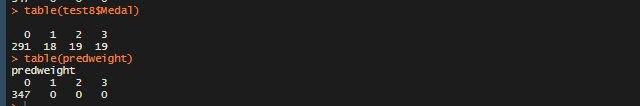 > table(test8$Medal)
0 1 2 3
291 18 19 19
> table(predweight)
predweight
0 1 2 3
347 0 0 0
>